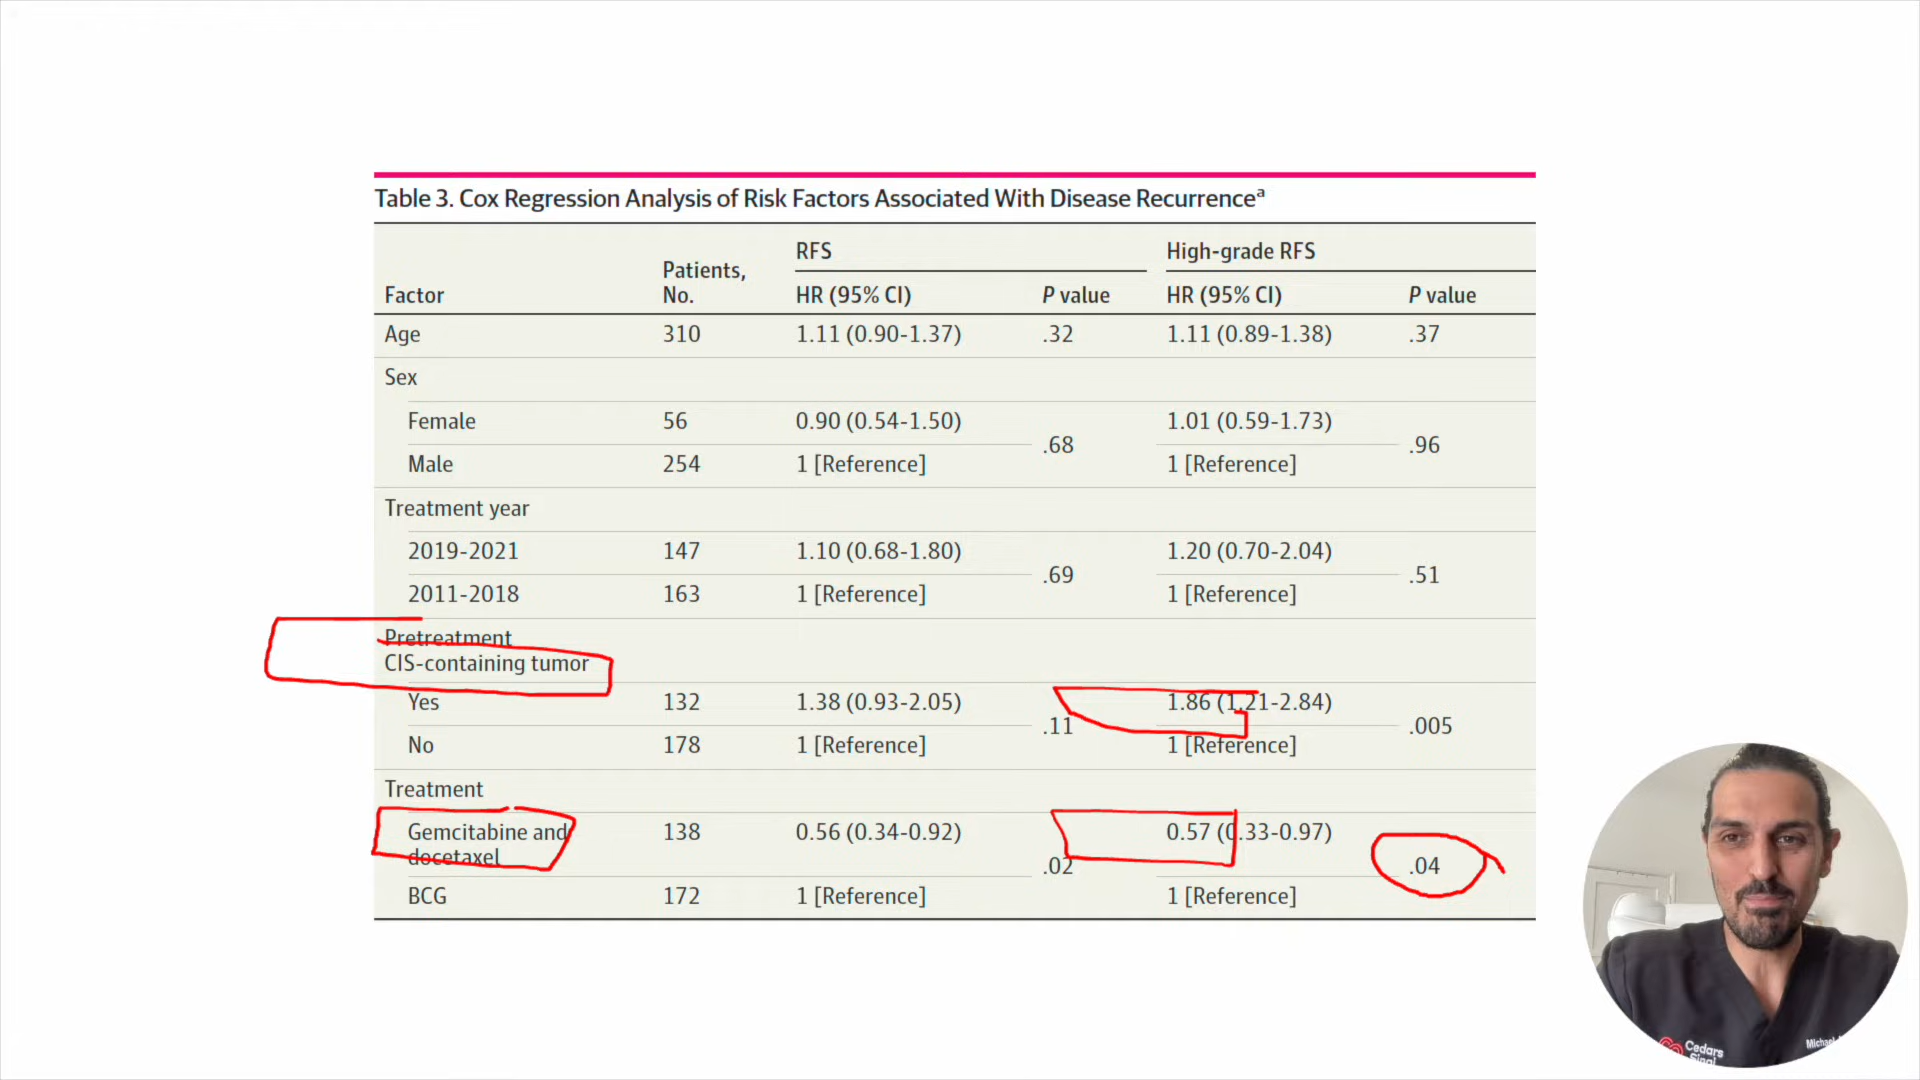 Table 3. Cox Regression Analysis of Risk Factors Associated With Disease Recurrenceᵃ
Factor Patients, No. RFS High-grade RFS
HR (95% CI) P value HR (95% CI) P value
Age 310 1.11 (0.90-1.37) .32 1.11 (0.89-1.38) .37
Sex
Female 56 0.90 (0.54-1.50) .68 1.01 (0.59-1.73) .96
Male 254 1 [Reference] 1 [Reference]
Treatment year
2019-2021 147 1.10 (0.68-1.80) .69 1.20 (0.70-2.04) .51
2011-2018 163 1 [Reference] 1 [Reference]
Pretreatment
CIS-containing tumor
Yes 132 1.38 (0.93-2.05) .11 1.86 (1.21-2.84) .005
No 178 1 [Reference] 1 [Reference]
Treatment
Gemcitabine and 138 0.56 (0.34-0.92) .02 0.57 (0.33-0.97) .04
docetaxel
BCG 172 1 [Reference] 1 [Reference]
Cedars
Sinai
Michael